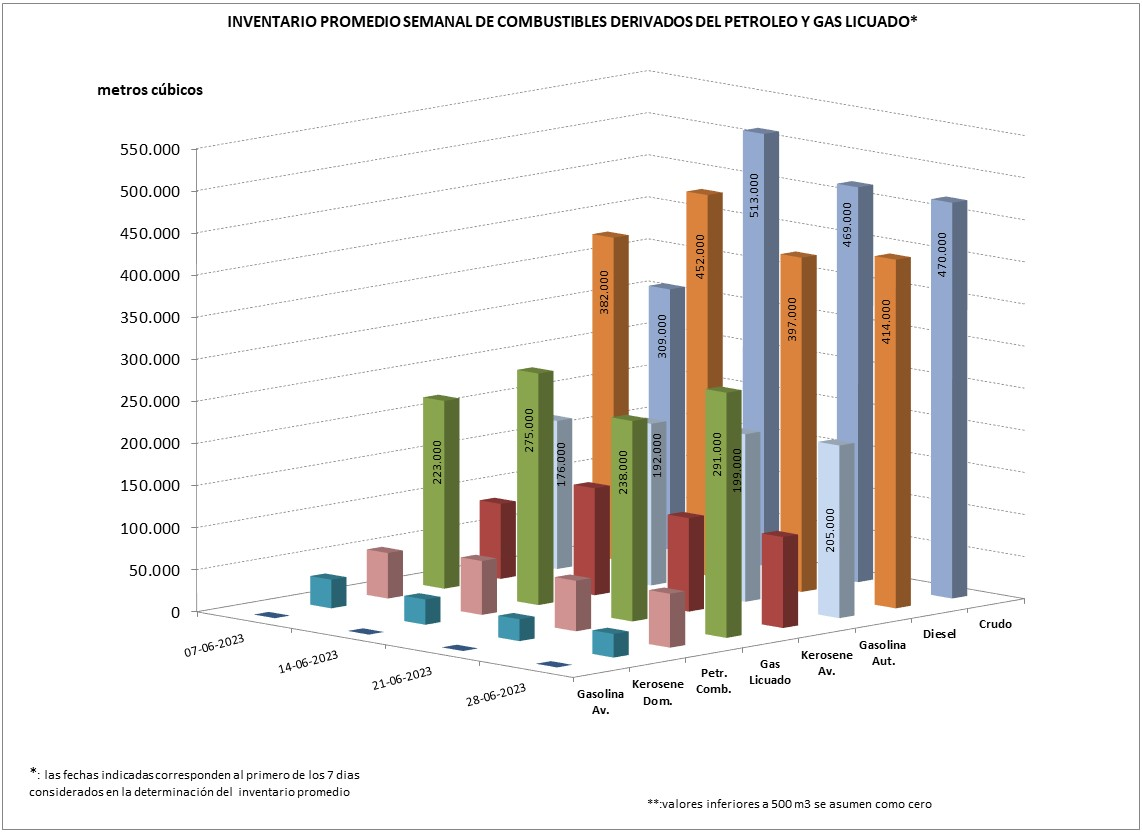 INVENTARIO PROMEDIO SEMANAL DE COMBUSTIBLES DERIVADOS DEL PETROLEO Y GAS LICUADO*
metros cúbicos
550.000
500.000
450.000
400.000
350.000
300.000
250.000
200.000
150.000
100.000
50.000
0
513.000
469.000
470.000
452.000
382.000
309.000
397.000
414.000
223.000
275.000
176.000
238.000
192.000
291.000
199.000
205.000
07-06-2023
14-06-2023
21-06-2023
28-06-2023
Gasolina
Av.
Kerosene
Dom.
Petr.
Comb.
Gas
Licuado
Kerosene
Av.
Gasolina
Aut.
Diesel
Crudo
*: las fechas indicadas corresponden al primero de los 7 dias
considerados en la determinación del inventario promedio
**:valores inferiores a 500 m3 se asumen como cero